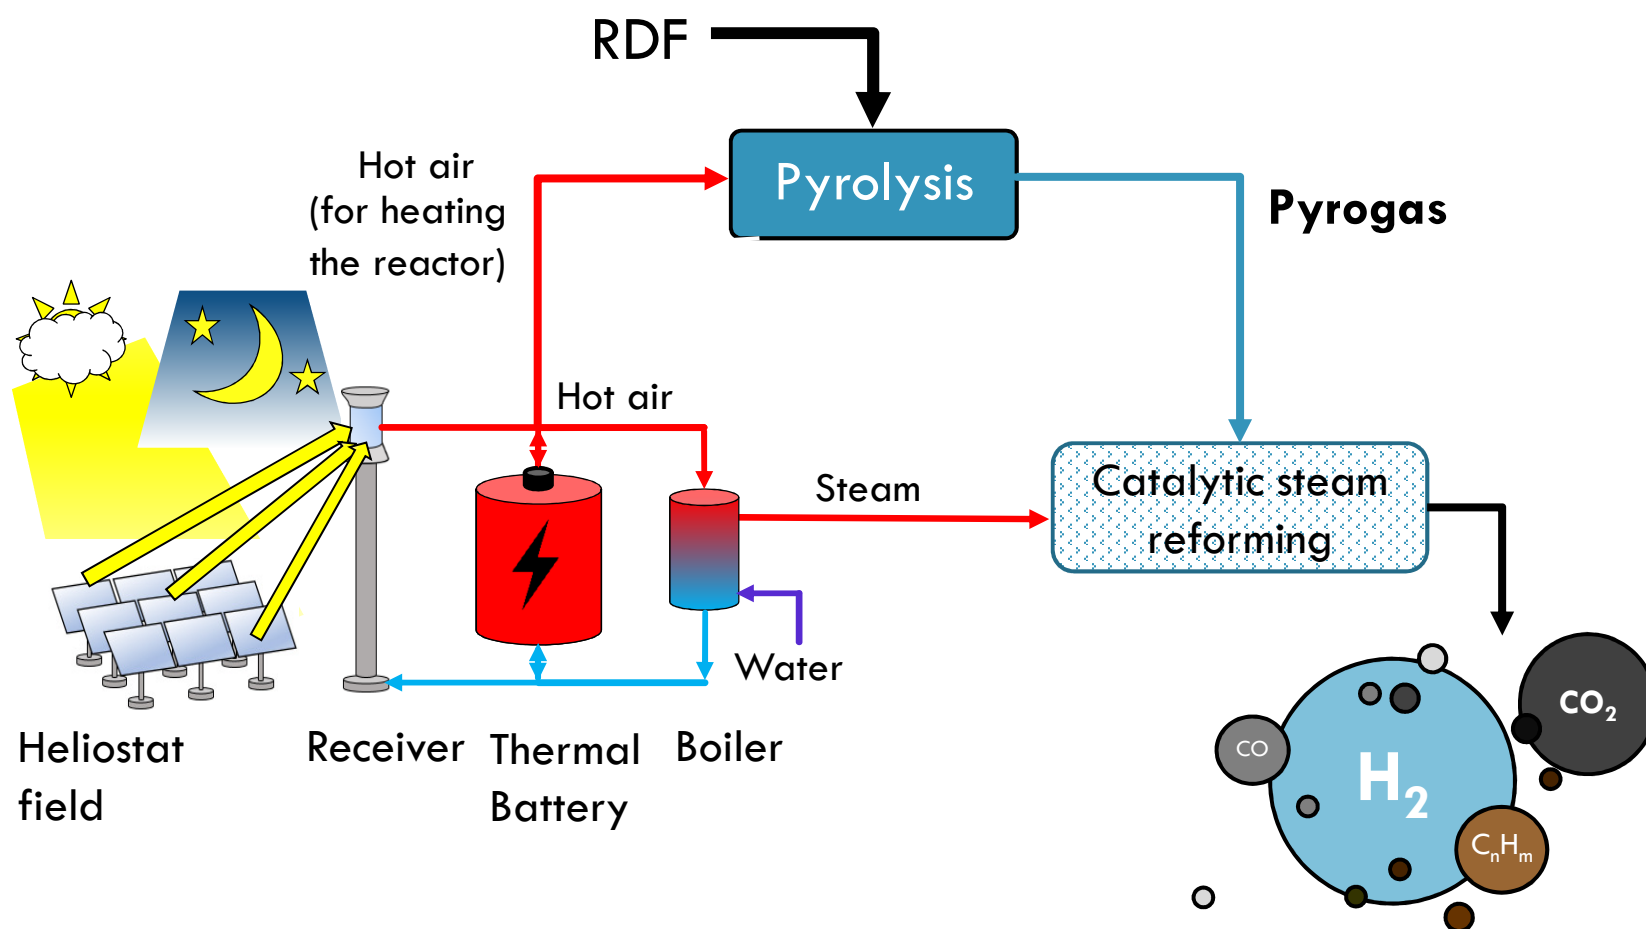 RDF
Hot air
(for heating
the reactor)
Pyrolysis
Pyrogas
Hot air
Steam
Catalytic steam
reforming
Water
Heliostat
field
Receiver
Thermal
Battery
Boiler
CO
H₂
CO₂
CₙHₘ